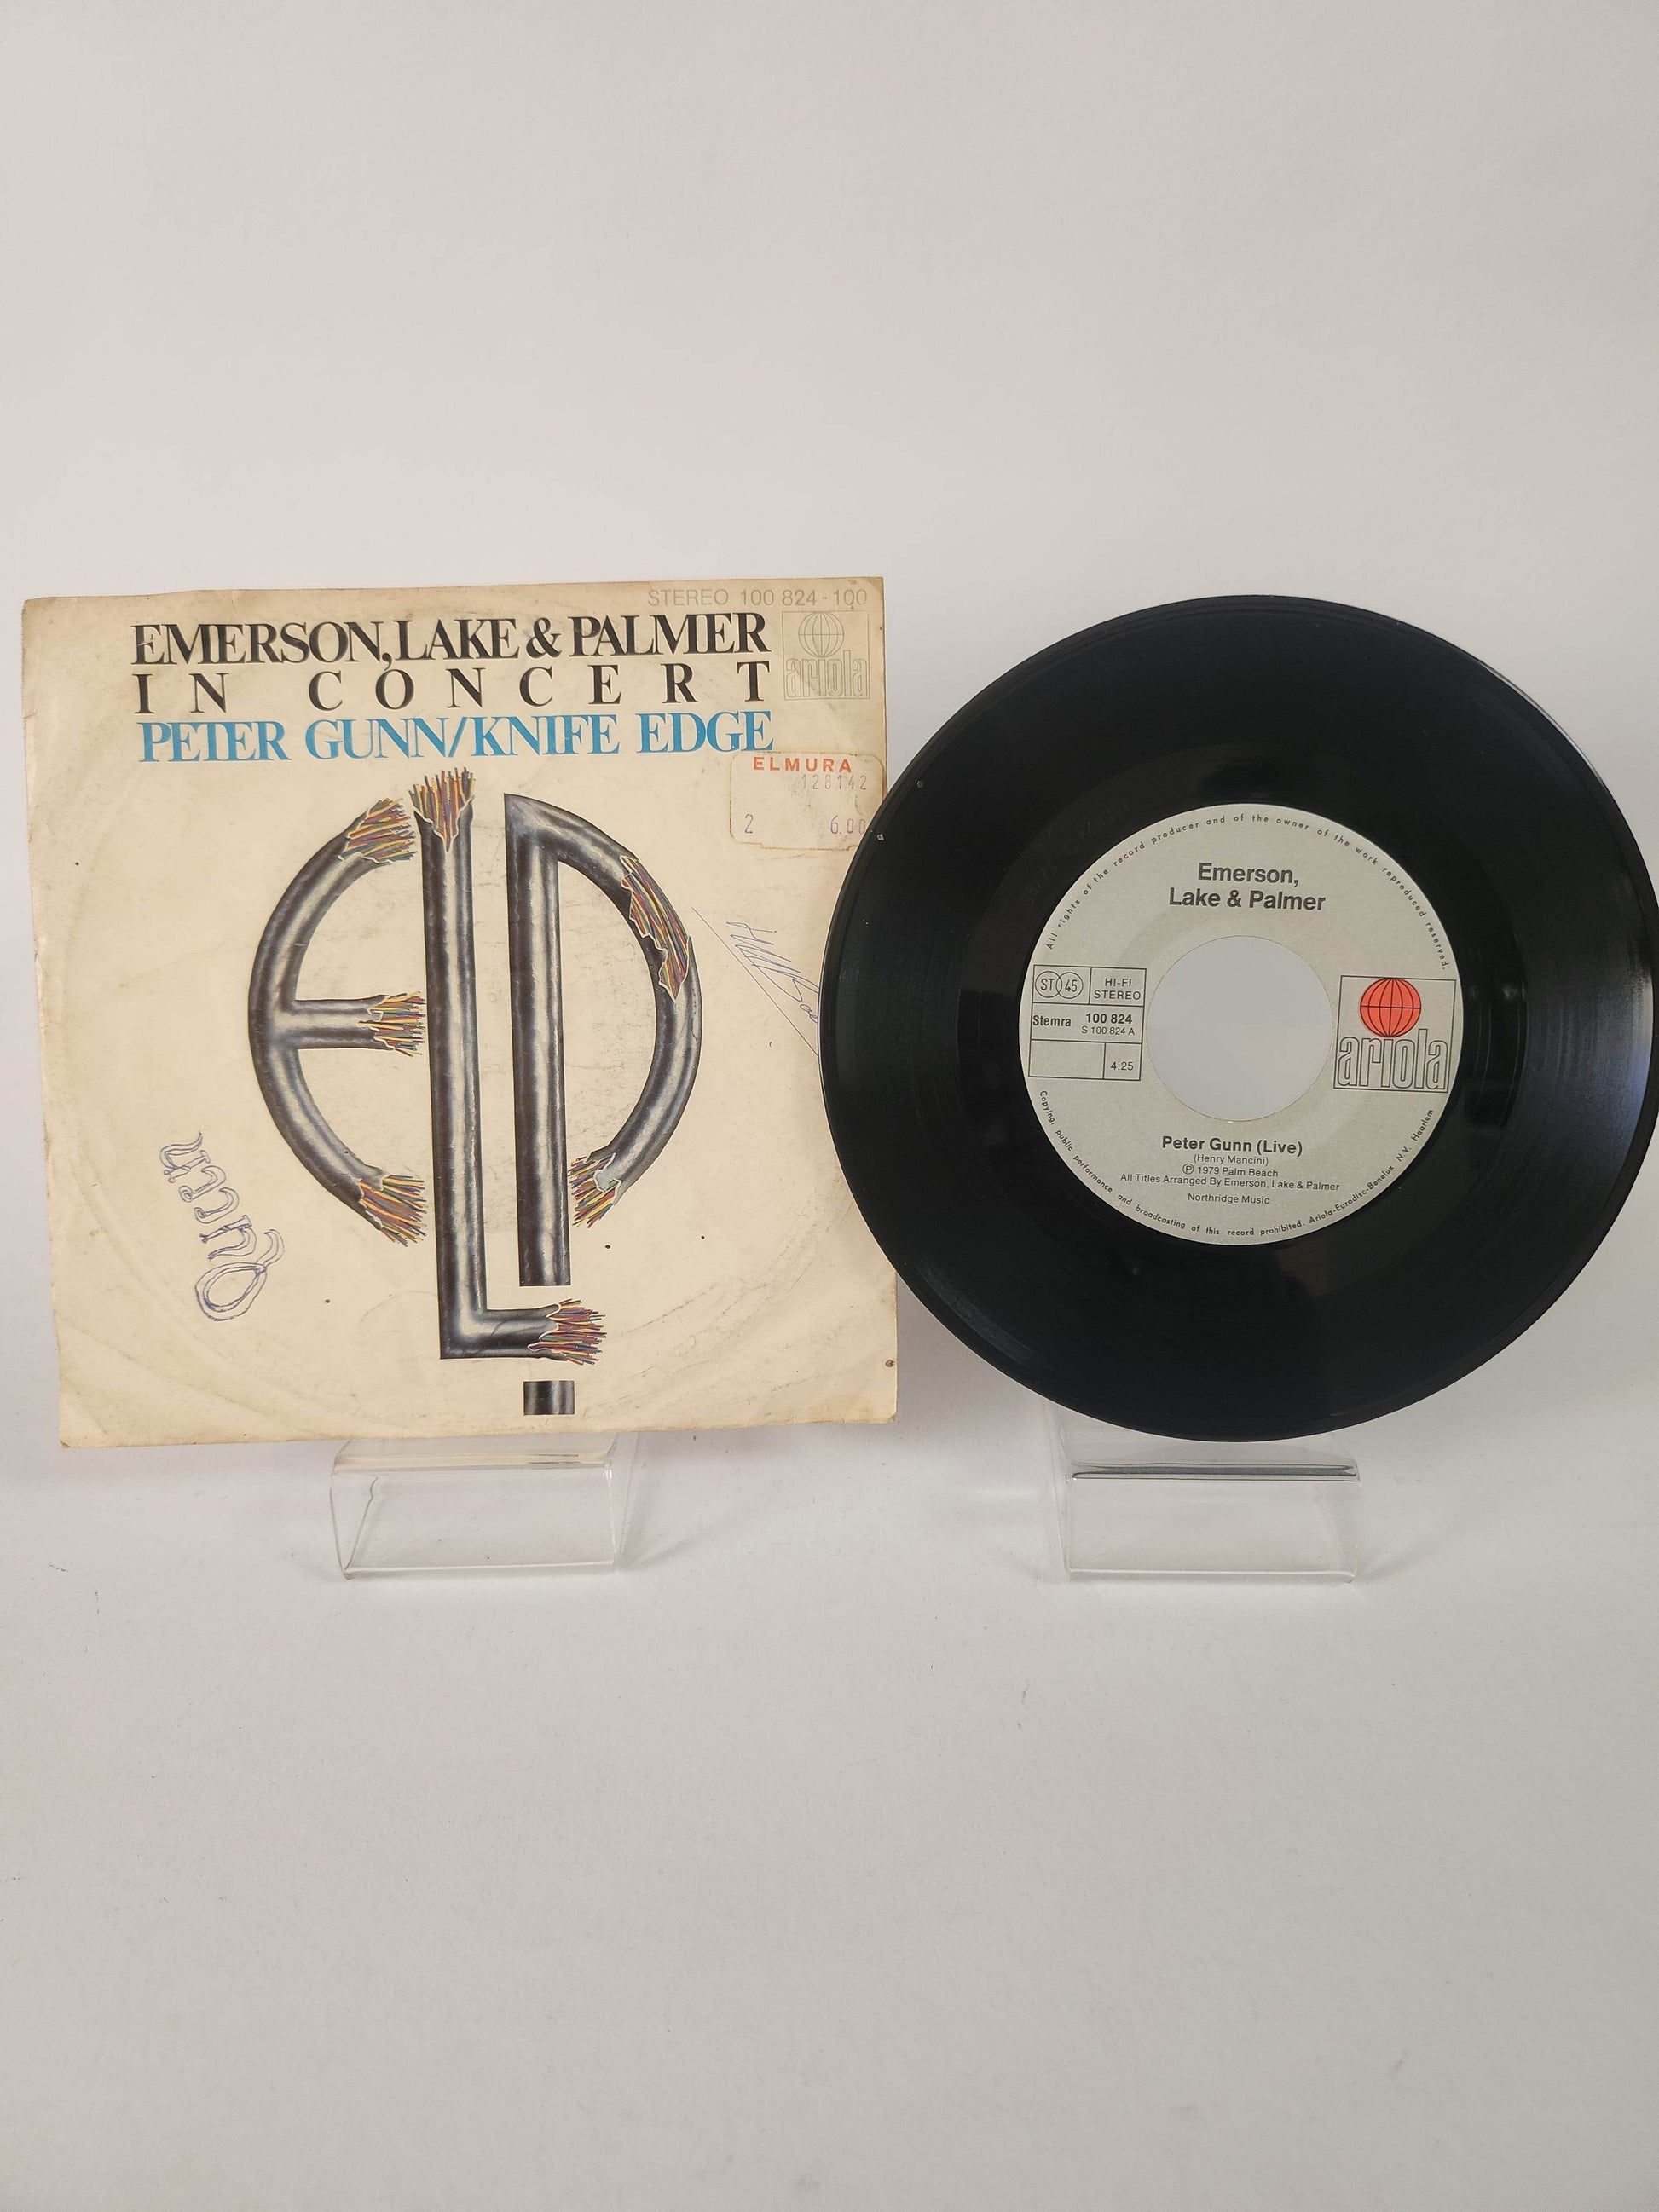 STEREO 100 824-100
EMERSON, LAKE & PALMER
IN CONCERT
PETER GUNN/KNIFE EDGE
ariola
ELMURA
128142
2 6.00
ELP
Queen
All rights of the record producer and of the owner of the work reproduced reserved.
Emerson,
Lake & Palmer
ST 45
HI-FI
STEREO
Stemra
100 824
S 100 824 A
4:25
ariola
Peter Gunn (Live)
(Henry Mancini)
Ⓟ 1979 Palm Beach
All Titles Arranged By Emerson, Lake & Palmer
Northridge Music
Copying, public performance and broadcasting of this record prohibited. Ariola-Eurodisc-Benelux N.V. Haarlem